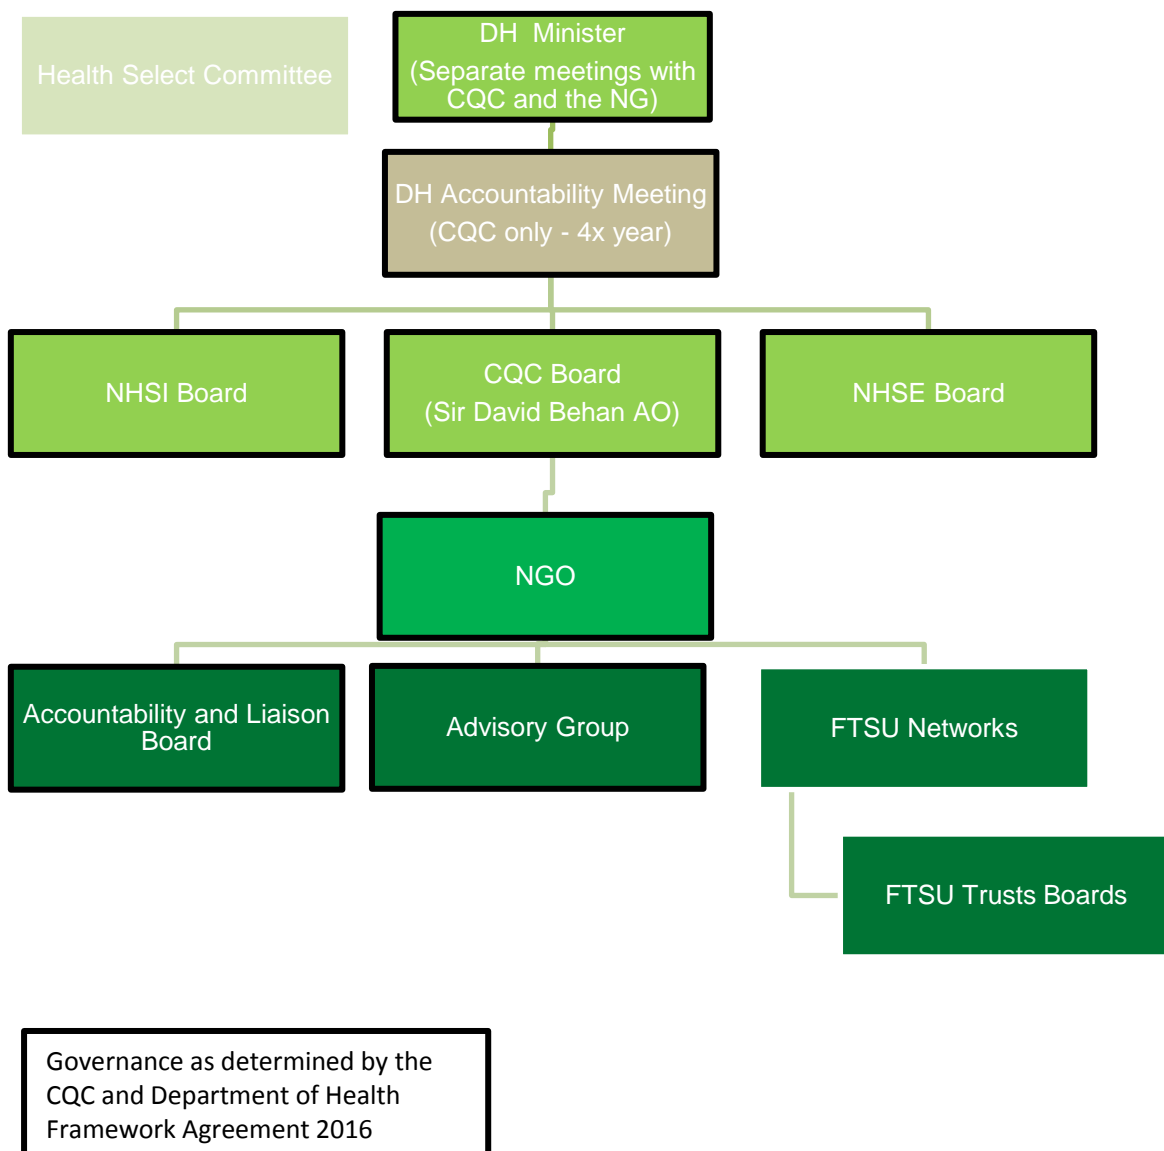 Health Select Committee
DH  Minister
(Separate meetings with
CQC and the NG)
DH Accountability Meeting
(CQC only - 4x year)
NHSI Board
CQC Board
(Sir David Behan AO)
NHSE Board
NGO
Accountability and Liaison
Board
Advisory Group
FTSU Networks
FTSU Trusts Boards
Governance as determined by the
CQC and Department of Health
Framework Agreement 2016